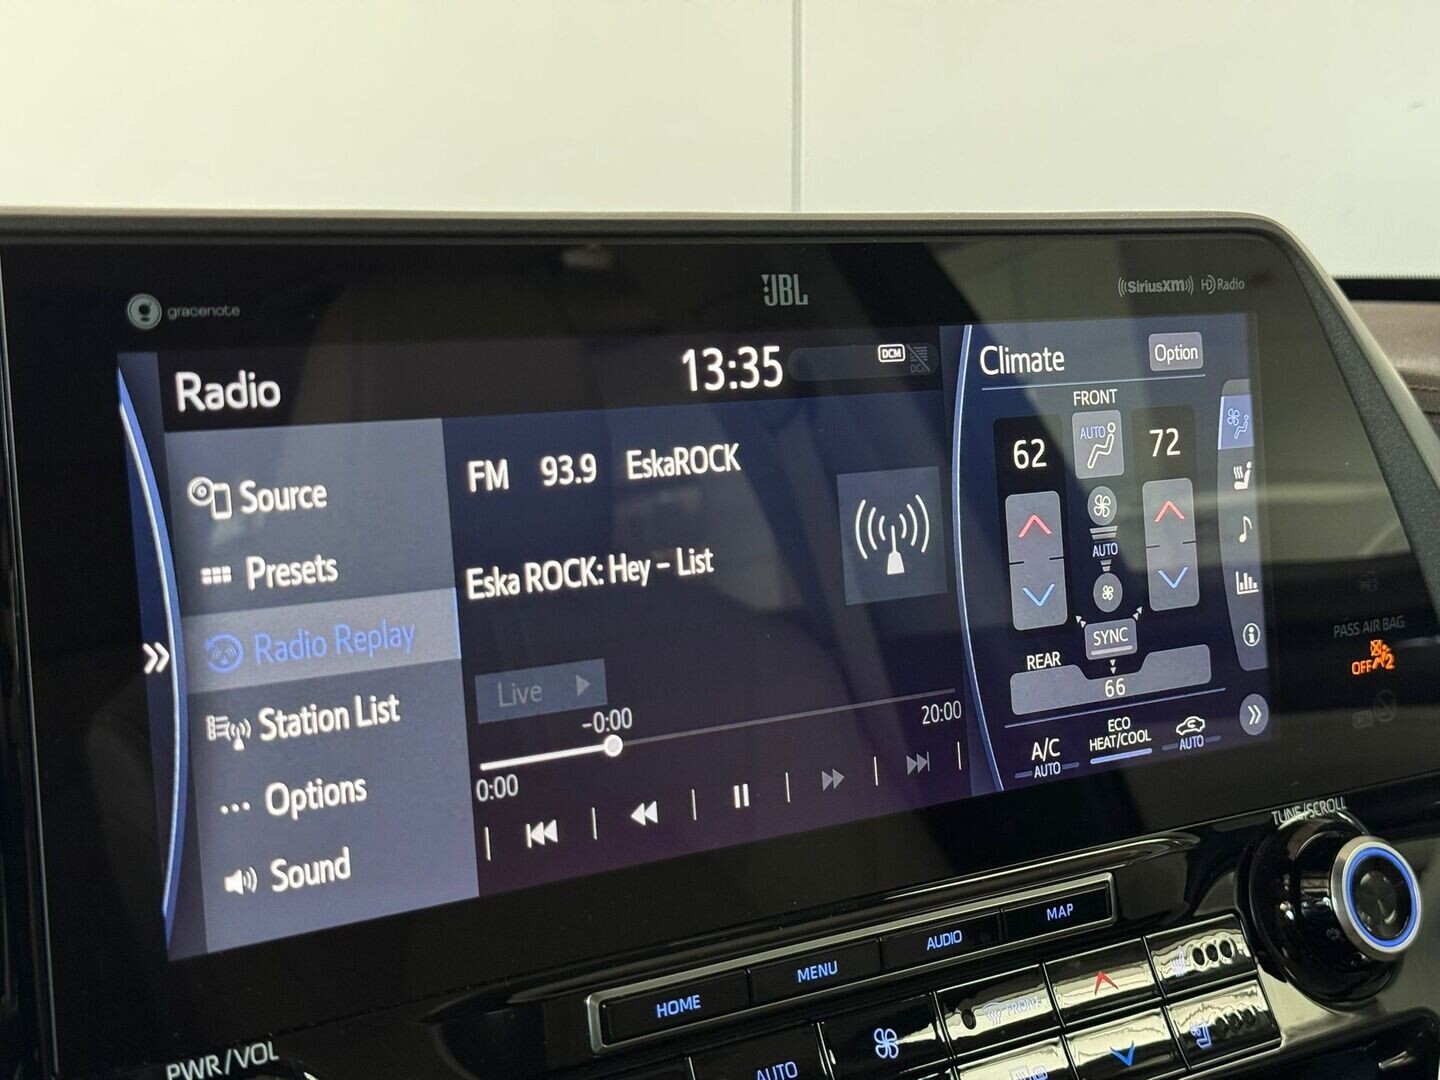 gracenote
JBL
SiriusXM HD Radio
Radio
13:35
DCM
Climate
Option
Source
Presets
Radio Replay
Station List
Options
Sound
FM 93.9 EskaROCK
Eska ROCK: Hey - List
Live
-0:00
20:00
0:00
FRONT
62
AUTO
72
AUTO
SYNC
REAR
66
A/C
AUTO
ECO
HEAT/COOL
AUTO
PASS AIR BAG
OFF 2
TUNE/SCROLL
HOME
MENU
AUDIO
MAP
PWR/VOL
AUTO
FRONT